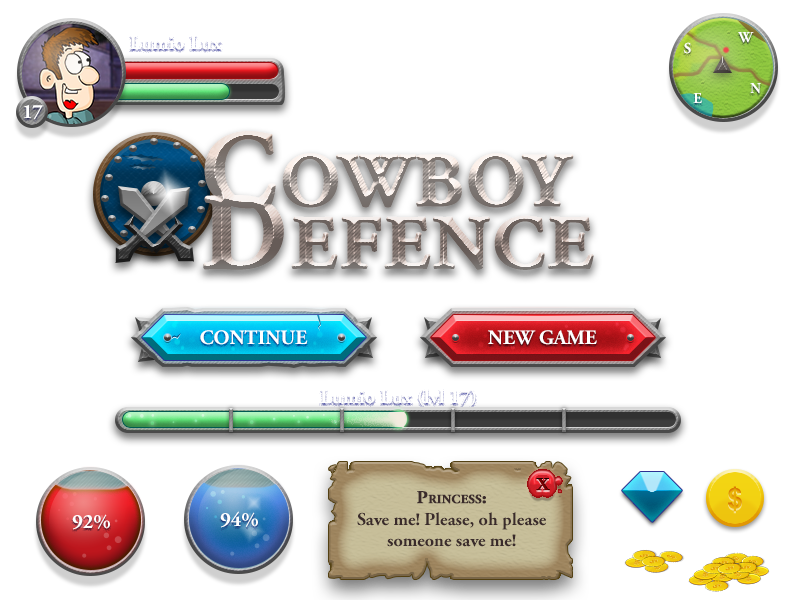 Lumio Lux
17
S
W
N
E
COWBOY
DEFENCE
CONTINUE
NEW GAME
Lumio Lux (lvl 17)
92%
94%
X
PRINCESS:
Save me! Please, oh please
someone save me!
$